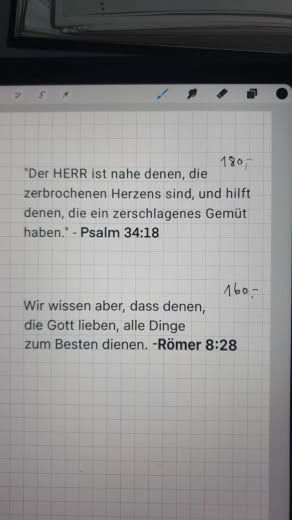 180,-
"Der HERR ist nahe denen, die
zerbrochenen Herzens sind, und hilft
denen, die ein zerschlagenes Gemüt
haben." - Psalm 34:18
160,-
Wir wissen aber, dass denen,
die Gott lieben, alle Dinge
zum Besten dienen. -Römer 8:28